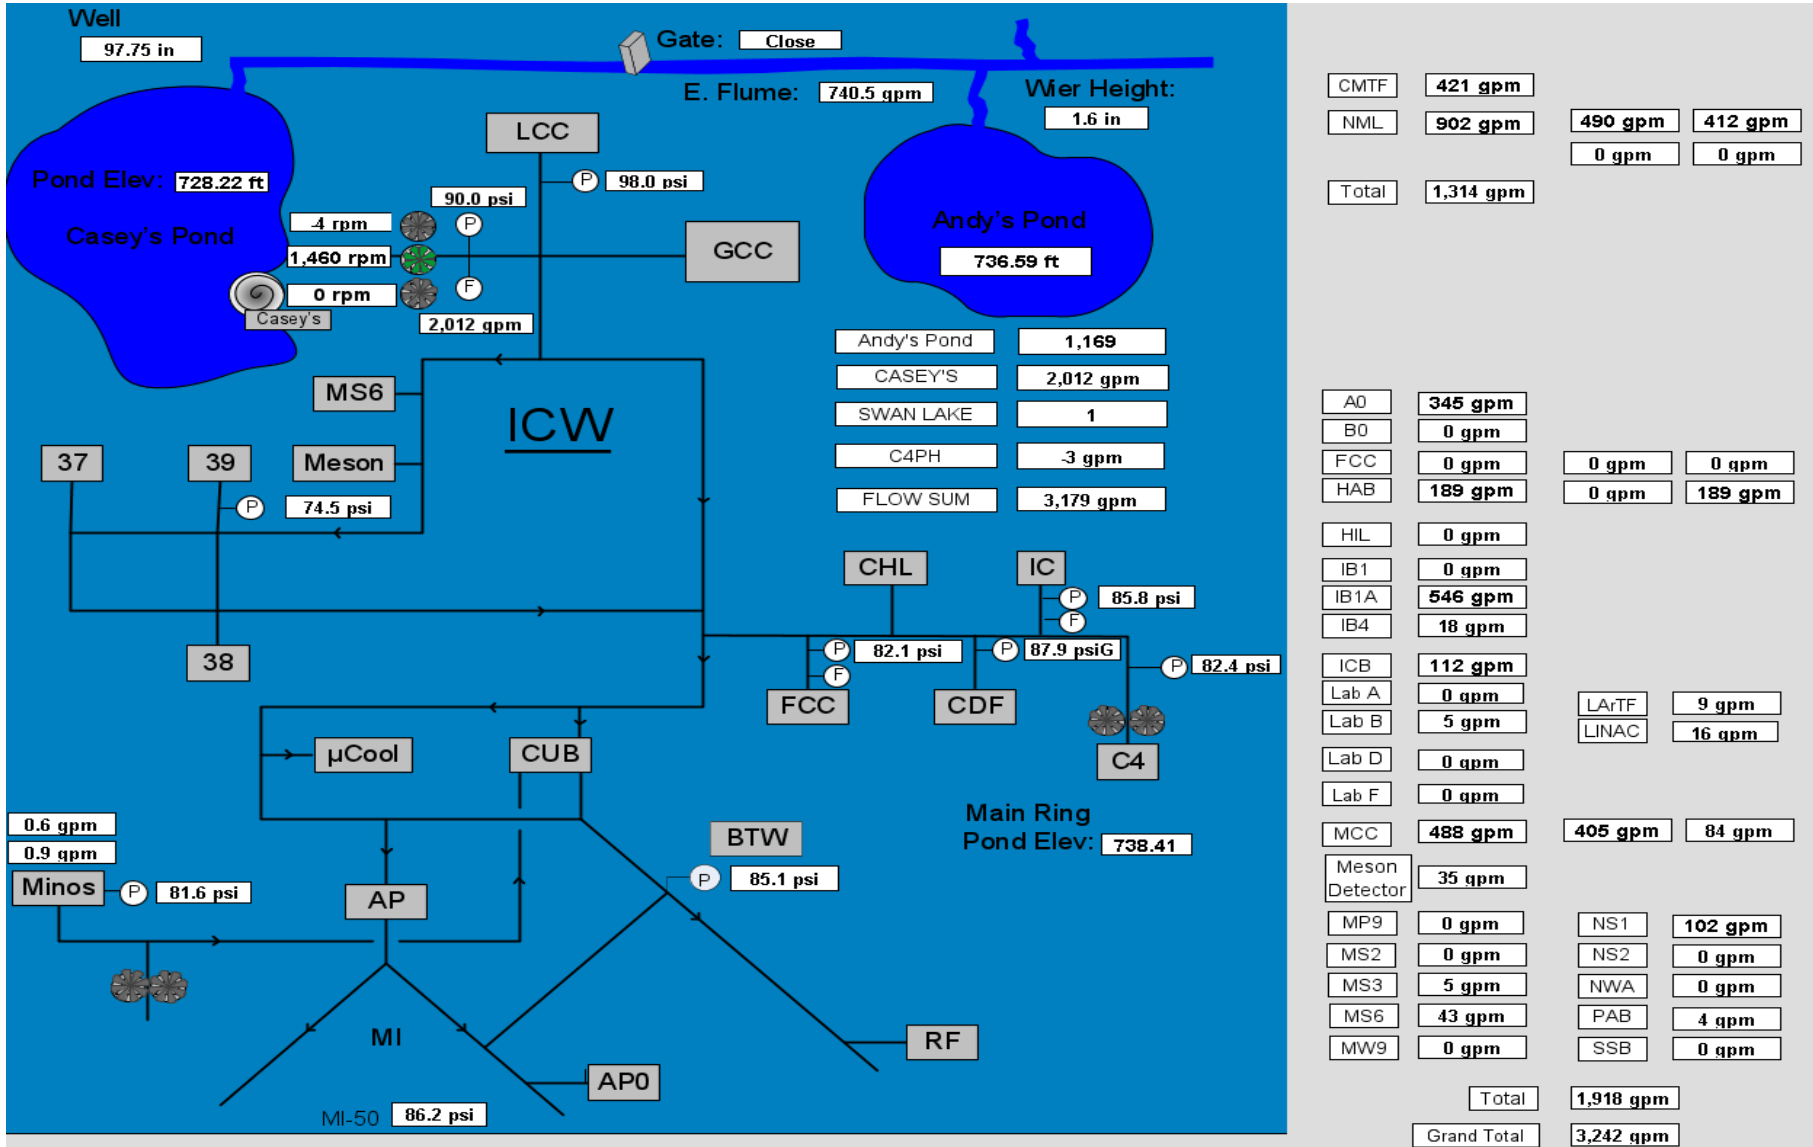 Well
97.75 in
Gate: Close
E. Flume: 740.5 gpm
Wier Height:
1.6 in
LCC
P 98.0 psi
Pond Elev: 728.22 ft
Casey's Pond
90.0 psi
-4 rpm
P
1,460 rpm
0 rpm
F
Casey's
2,012 gpm
GCC
Andy's Pond
736.59 ft
Andy's Pond 1,169
CASEY'S 2,012 gpm
SWAN LAKE 1
C4PH -3 gpm
FLOW SUM 3,179 gpm
MS6
ICW
37
39
Meson
P 74.5 psi
38
CHL
IC
P 85.8 psi
F
P 82.1 psi
F
P 87.9 psiG
P 82.4 psi
FCC
CDF
C4
µCool
CUB
Main Ring
Pond Elev: 738.41
0.6 gpm
0.9 gpm
Minos
P 81.6 psi
BTW
P 85.1 psi
AP
MI
RF
AP0
MI-50 86.2 psi
CMTF 421 gpm
NML 902 gpm 490 gpm 412 gpm
0 gpm 0 gpm
Total 1,314 gpm
A0 345 gpm
B0 0 gpm
FCC 0 gpm 0 gpm 0 gpm
HAB 189 gpm 0 gpm 189 gpm
HIL 0 gpm
IB1 0 gpm
IB1A 546 gpm
IB4 18 gpm
ICB 112 gpm
Lab A 0 gpm
LArTF 9 gpm
Lab B 5 gpm
LINAC 16 gpm
Lab D 0 gpm
Lab F 0 gpm
MCC 488 gpm 405 gpm 84 gpm
Meson
Detector 35 gpm
MP9 0 gpm NS1 102 gpm
MS2 0 gpm NS2 0 gpm
MS3 5 gpm NWA 0 gpm
MS6 43 gpm PAB 4 gpm
MW9 0 gpm SSB 0 gpm
Total 1,918 gpm
Grand Total 3,242 gpm